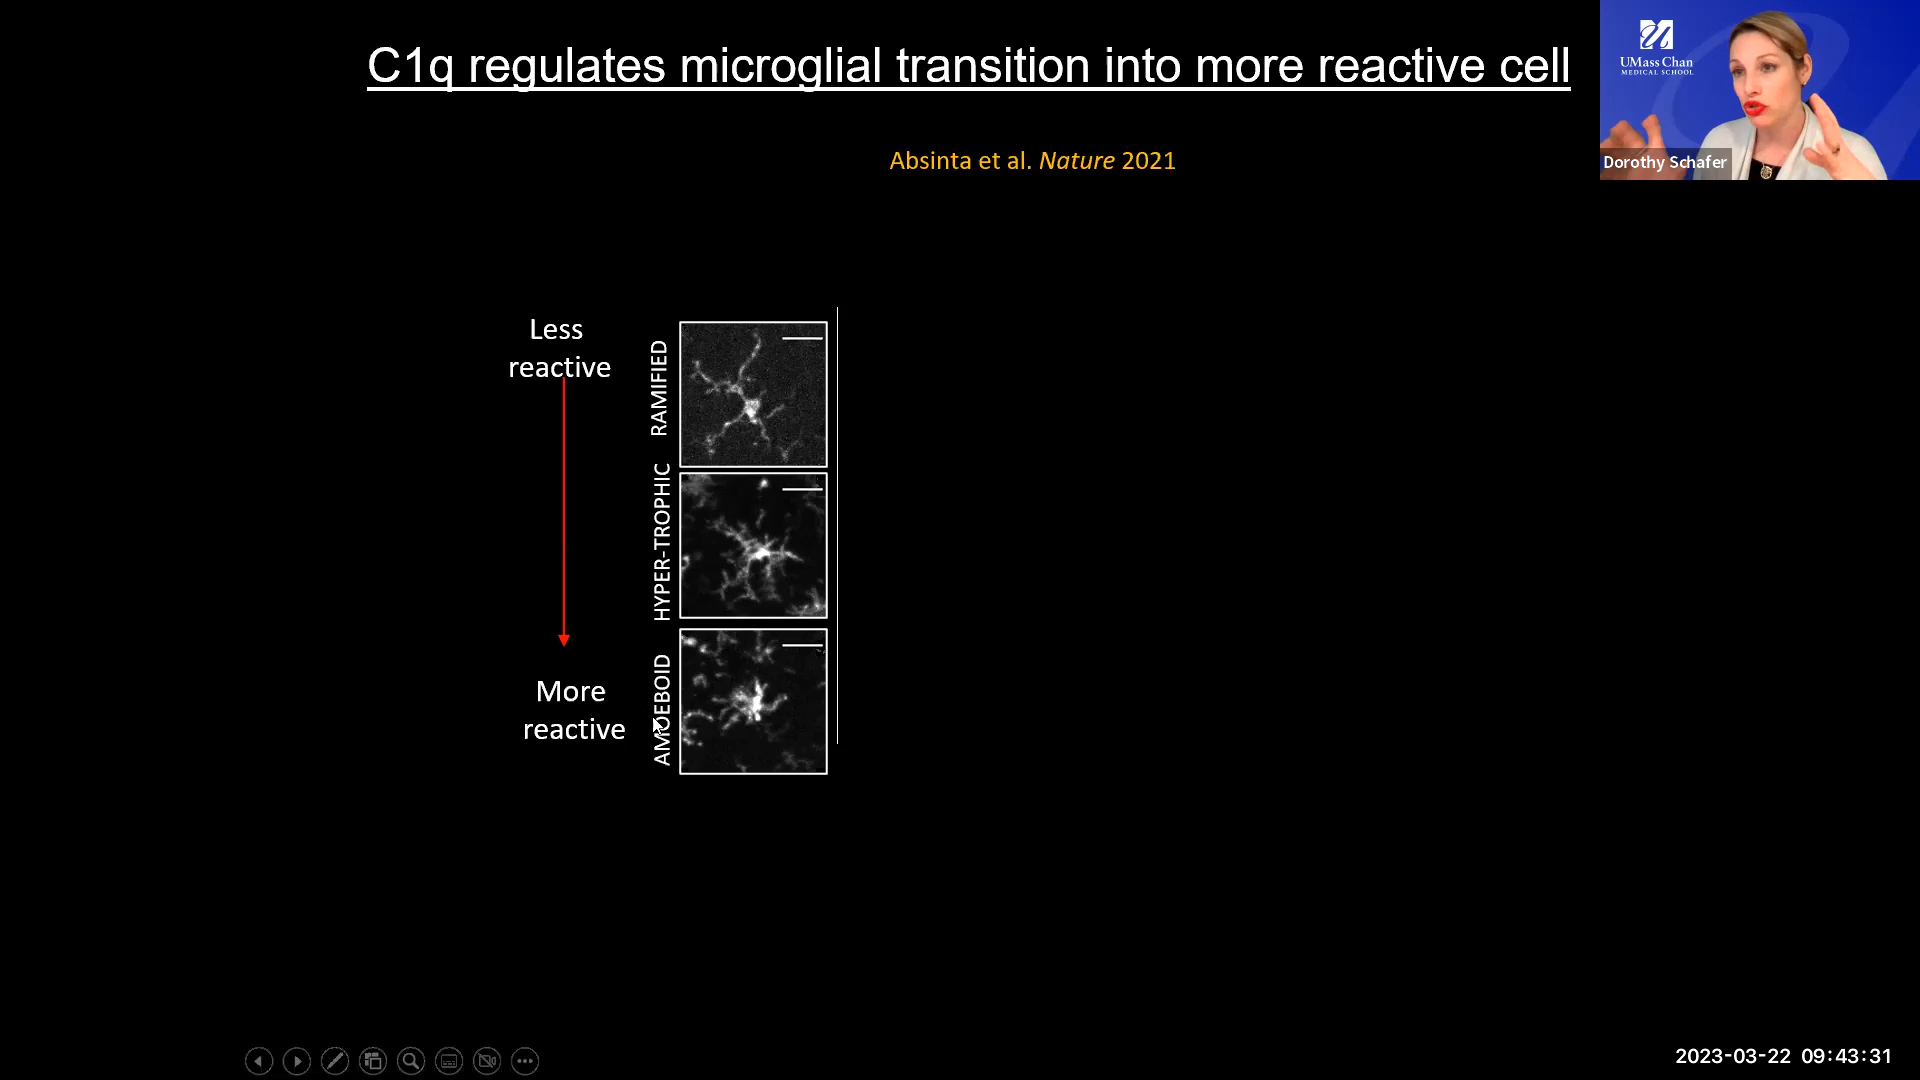 C1q regulates microglial transition into more reactive cell
UMass Chan
MEDICAL SCHOOL
Dorothy Schafer
Absinta et al. Nature 2021
Less
reactive
RAMIFIED
HYPER-TROPHIC
AMOEBOID
More
reactive
2023-03-22 09:43:31